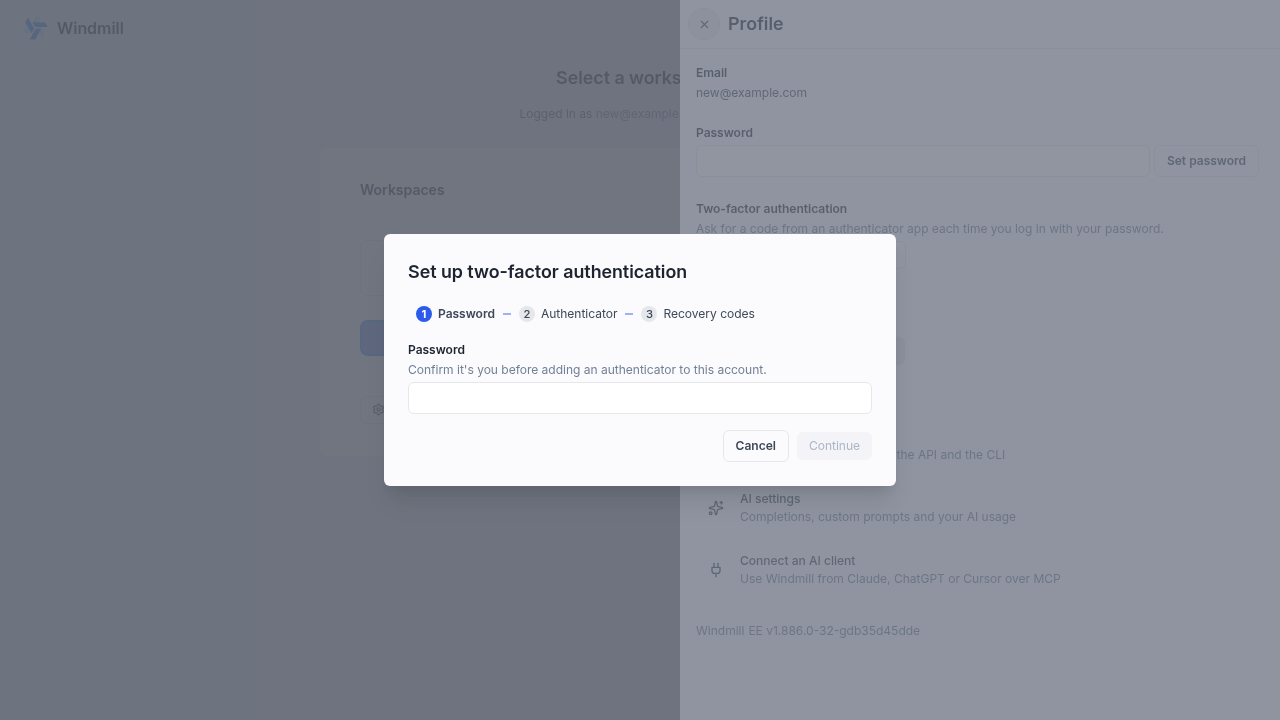 Windmill
Select a works
Logged in as new@example
Workspaces
Profile
Email
new@example.com
Password
Set password
Two-factor authentication
Ask for a code from an authenticator app each time you log in with your password.
Set up two-factor authentication
1 Password
2 Authenticator
3 Recovery codes
Password
Confirm it's you before adding an authenticator to this account.
Cancel
Continue
the API and the CLI
AI settings
Completions, custom prompts and your AI usage
Connect an AI client
Use Windmill from Claude, ChatGPT or Cursor over MCP
Windmill EE v1.886.0-32-gdb35d45dde